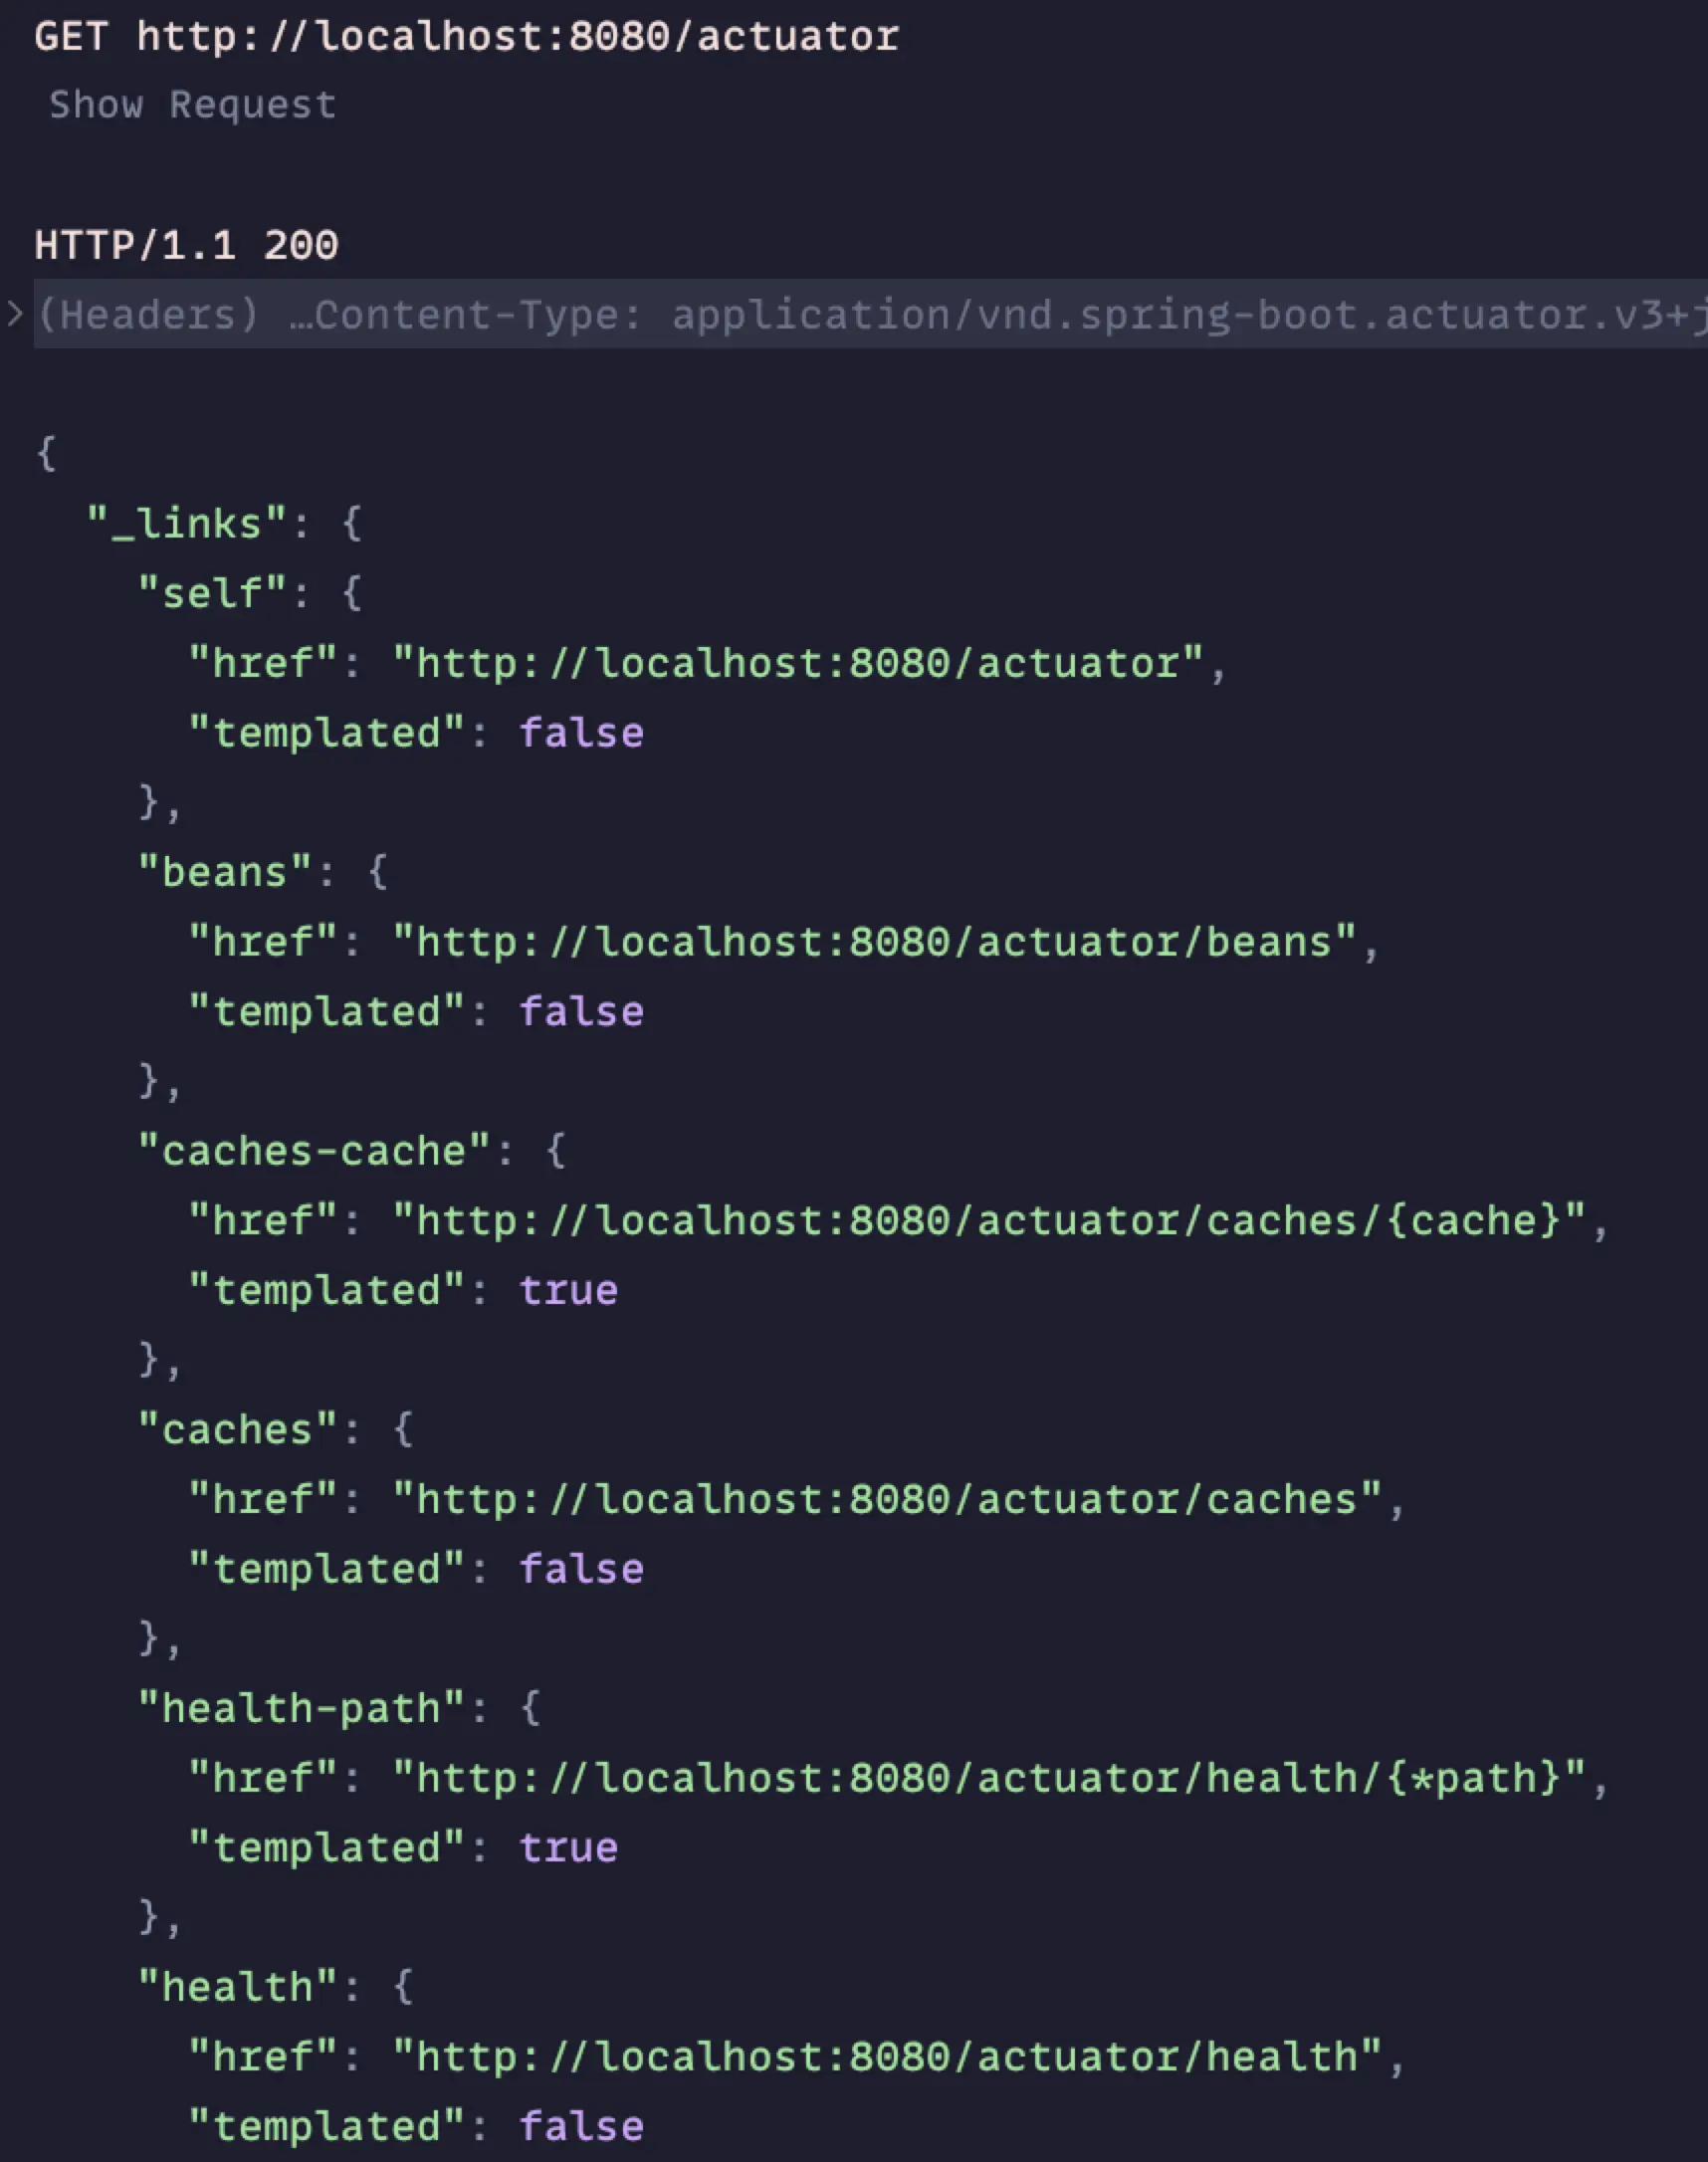 GET http://localhost:8080/actuator
Show Request
HTTP/1.1 200
(Headers) …Content-Type: application/vnd.spring-boot.actuator.v3+j
{
  "_links": {
    "self": {
      "href": "http://localhost:8080/actuator",
      "templated": false
    },
    "beans": {
      "href": "http://localhost:8080/actuator/beans",
      "templated": false
    },
    "caches-cache": {
      "href": "http://localhost:8080/actuator/caches/{cache}",
      "templated": true
    },
    "caches": {
      "href": "http://localhost:8080/actuator/caches",
      "templated": false
    },
    "health-path": {
      "href": "http://localhost:8080/actuator/health/{*path}",
      "templated": true
    },
    "health": {
      "href": "http://localhost:8080/actuator/health",
      "templated": false